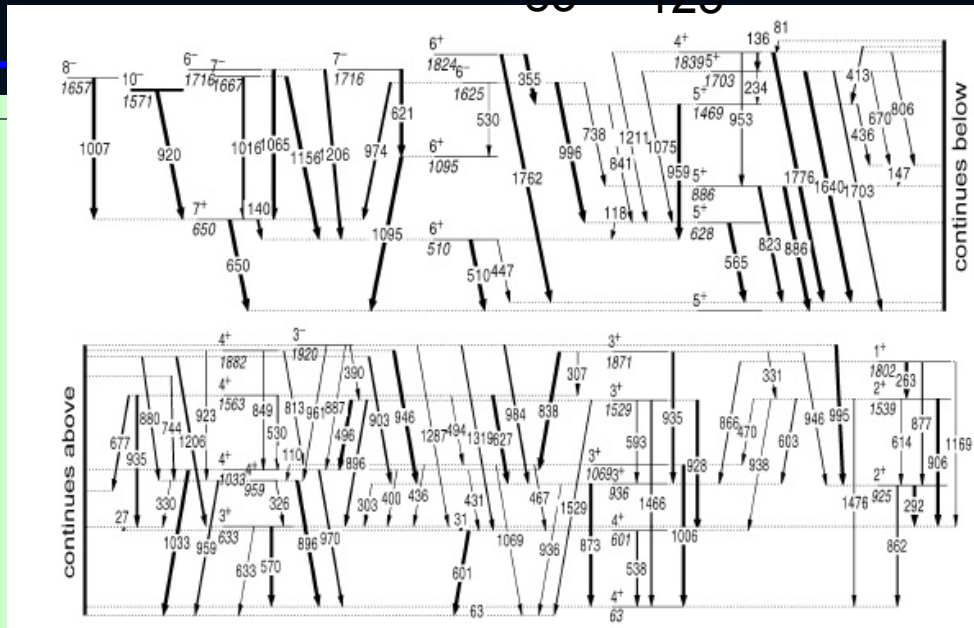 81
6⁺ 4⁺ 136
8⁻ 6⁻ 7⁻ 7⁻ 1824 6⁻ 355 1839 5⁺ 413
1657 10⁻ 1716 1667 1716 1625 1703 234 806
1571 621 530 5⁺ 1469 953 670
1007 920 1016 1065 1156 1206 974 6⁺ 738 1211 1075 436
1095 996 841 959 147
1762 5⁺ 886 1776 1640 1703
7⁺ 140 118 5⁺
650 1095 6⁺ 628 823 886
650 510 510 447 565
5⁺
continues below
4⁺ 3⁻ 3⁺ 1⁺
1882 1920 390 1871 307 331 1802 263
4⁺ 3⁺ 2⁺
1563 1529 1539
880 744 1206 923 849 813 961 887 903 946 984 838 935 866 946 995 877 1169
677 935 530 496 1287 494 1319 627 593 928 470 603 614 906
4⁺ 110 896 3⁺ 938
1033 4⁺ 1069 3⁺ 2⁺
959 326 303 400 436 431 467 1529 936 1466 1476 925 292
330 3⁺ 31 4⁺
27 1033 959 633 896 970 1069 936 873 601 1006 862
633 570 601 538
63 4⁺
63
continues above